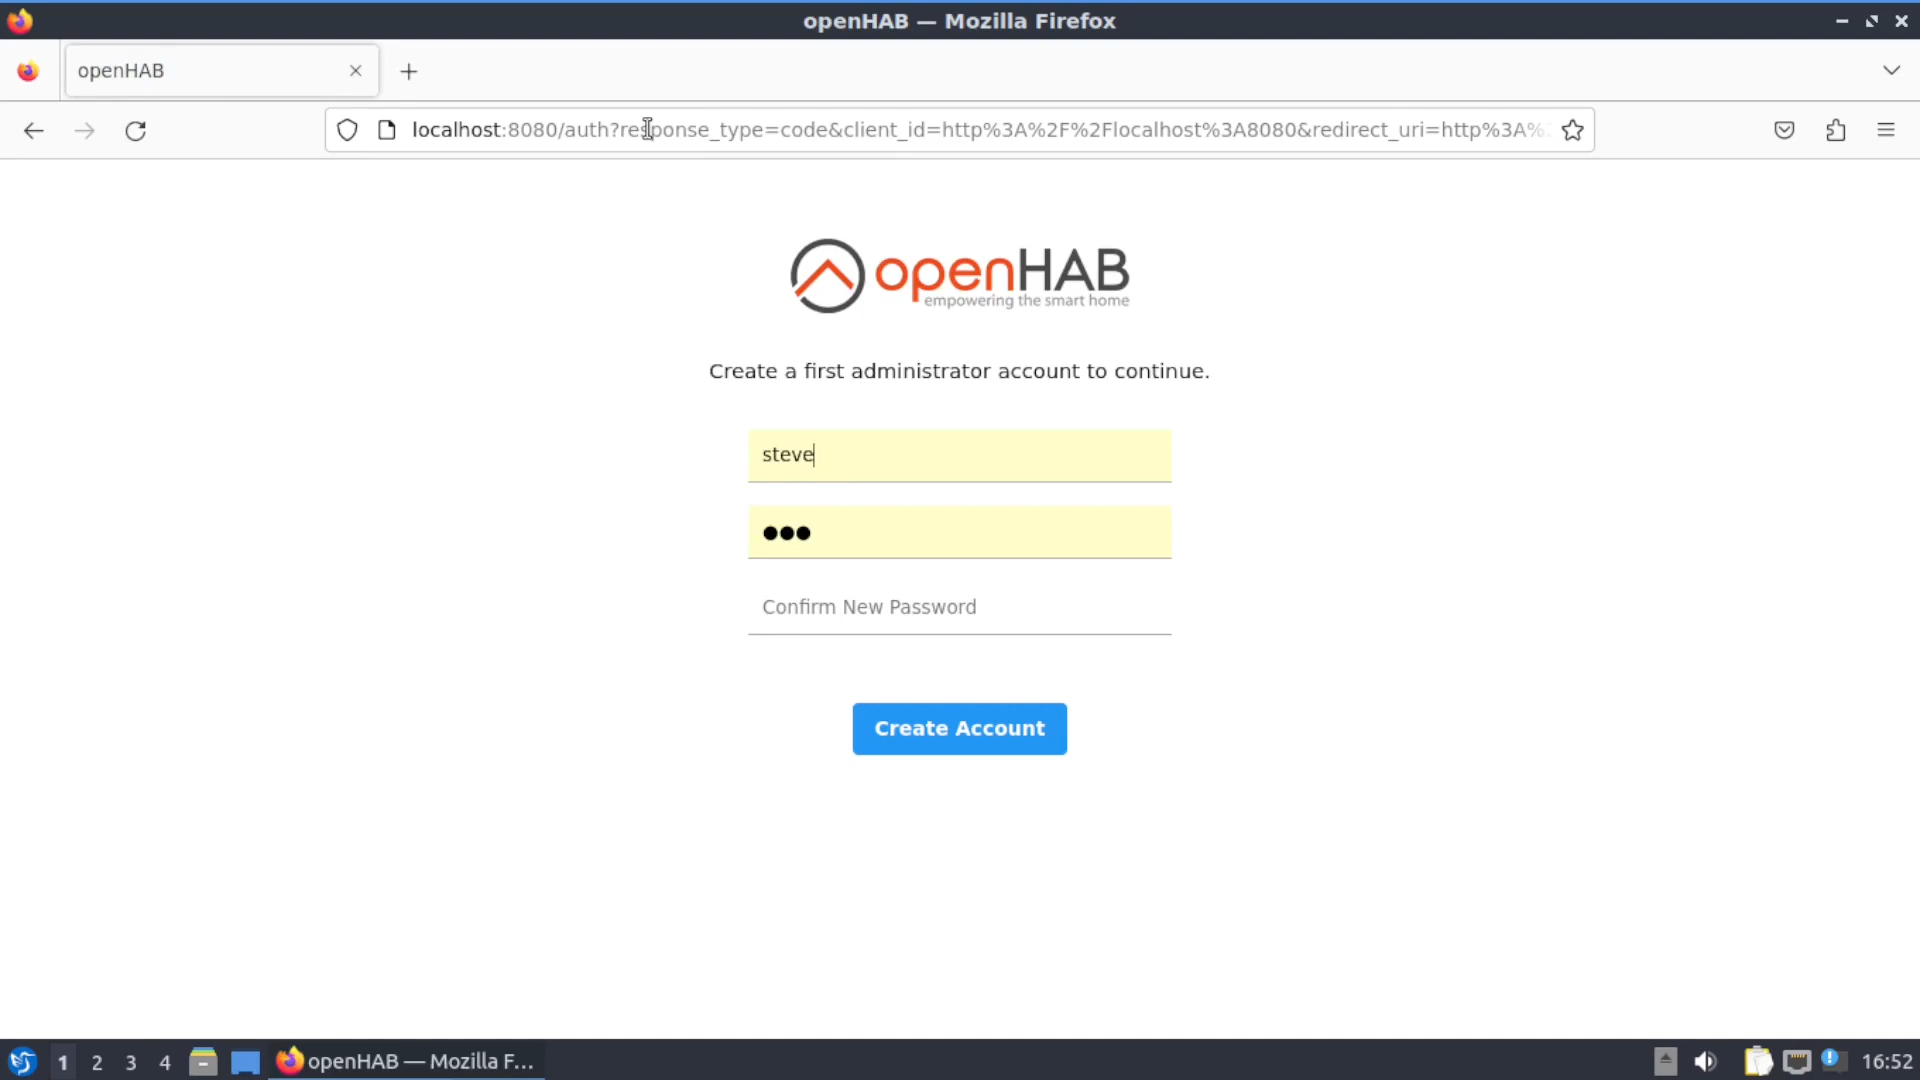 openHAB — Mozilla Firefox
openHAB
localhost:8080/auth?response_type=code&client_id=http%3A%2F%2Flocalhost%3A8080&redirect_uri=http%3A%
openHAB
empowering the smart home
Create a first administrator account to continue.
steve
●●●
Confirm New Password
Create Account
1 2 3 4 openHAB — Mozilla F... 16:52